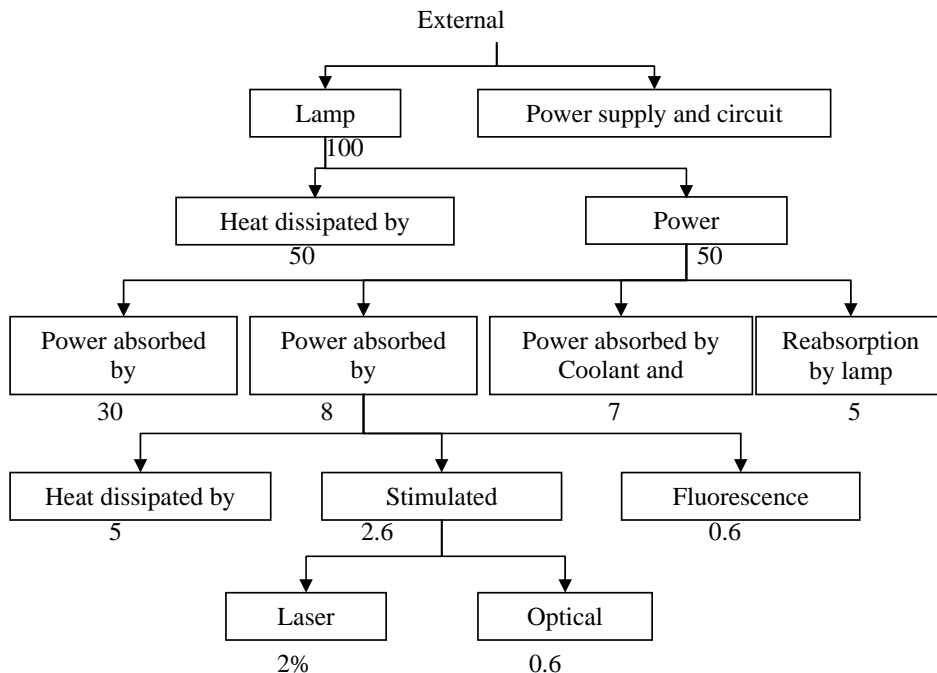 External
Lamp
Power supply and circuit
100
Heat dissipated by
Power
50
50
Power absorbed
by
Power absorbed
by
Power absorbed by
Coolant and
Reabsorption
by lamp
30
8
7
5
Heat dissipated by
Stimulated
Fluorescence
5
2.6
0.6
Laser
Optical
2%
0.6